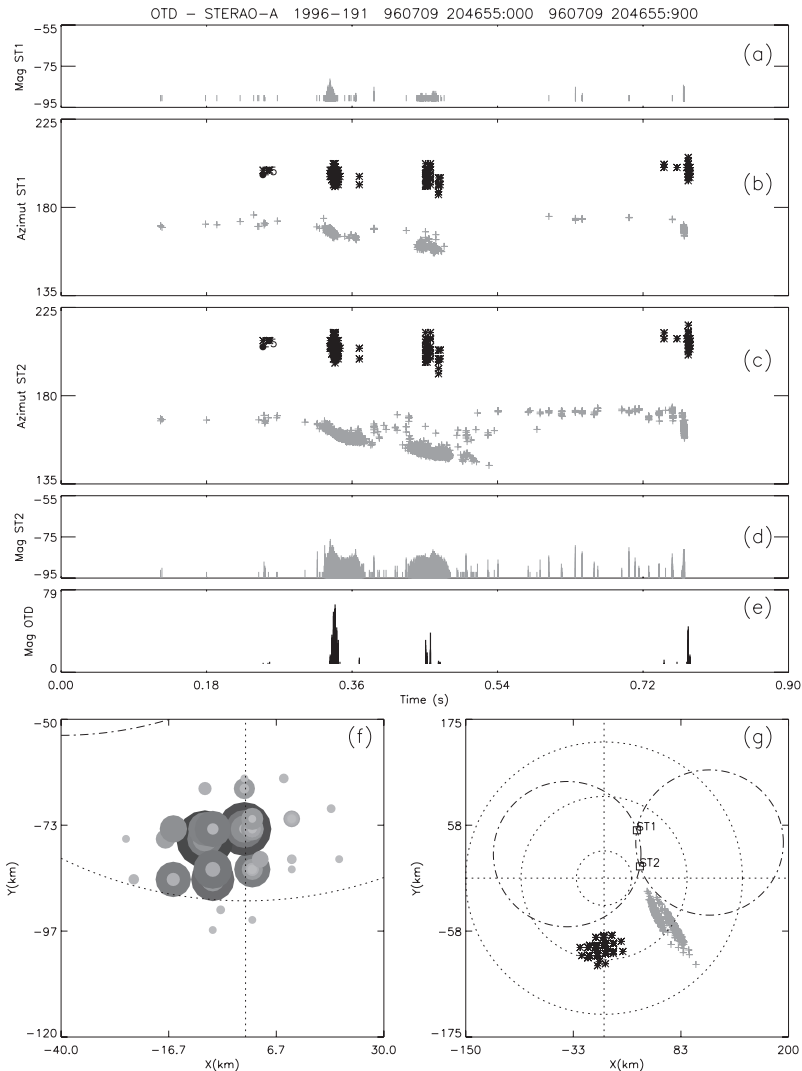 OTD – STERAO–A 1996–191 960709 204655:000 960709 204655:900
Mag ST1
−55
−75
−95
(a)
Azimut ST1
225
180
135
(b)
Azimut ST2
225
180
135
(c)
Mag ST2
−55
−75
−95
(d)
Mag OTD
79
0
(e)
0.00 0.18 0.36 0.54 0.72 0.90
Time (s)
Y(km)
−50
−73
−97
−120
(f)
−40.0 −16.7 6.7 30.0
X(km)
Y(km)
175
58
−58
−175
(g)
ST1
ST2
−150 −33 83 200
X(km)